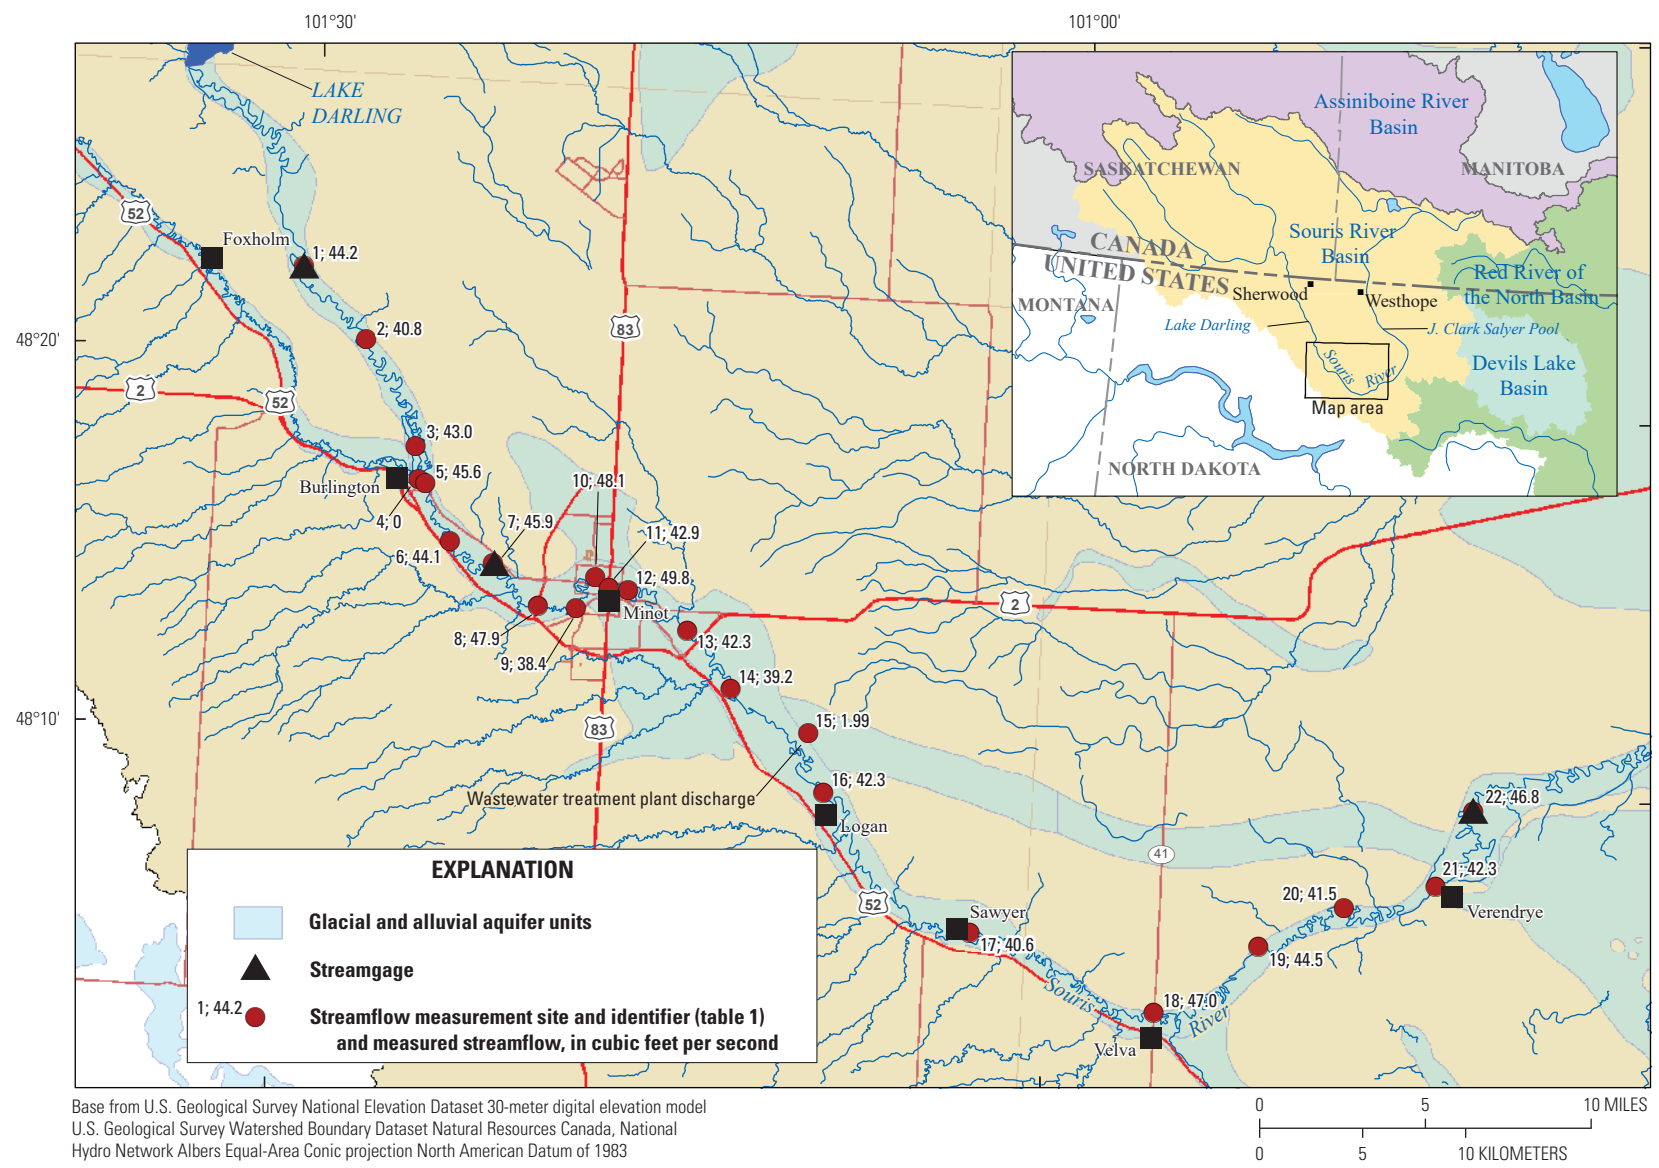 101°30'
101°00'
LAKE
DARLING
Assiniboine River
Basin
SASKATCHEWAN
MANITOBA
52
Foxholm
1; 44.2
Souris River
Basin
CANADA
UNITED STATES
Red River of
the North Basin
MONTANA
Sherwood
Westhope
Lake Darling
J. Clark Salyer Pool
48°20'
2; 40.8
83
Souris
River
Devils Lake
Basin
2
52
Map area
3; 43.0
NORTH DAKOTA
5; 45.6
Burlington
10; 48.1
4; 0
7; 45.9
11; 42.9
6; 44.1
12; 49.8
2
Minot
8; 47.9
13; 42.3
9; 38.4
14; 39.2
48°10'
83
15; 1.99
16; 42.3
Wastewater treatment plant discharge
22; 46.8
Logan
41
EXPLANATION
21; 42.3
52
20; 41.5
Sawyer
Verendrye
Glacial and alluvial aquifer units
17; 40.6
19; 44.5
Streamgage
Souris
18; 47.0
River
1; 44.2
Streamflow measurement site and identifier (table 1)
and measured streamflow, in cubic feet per second
Velva
Base from U.S. Geological Survey National Elevation Dataset 30-meter digital elevation model
U.S. Geological Survey Watershed Boundary Dataset Natural Resources Canada, National
Hydro Network Albers Equal-Area Conic projection North American Datum of 1983
0 5 10 MILES
0 5 10 KILOMETERS